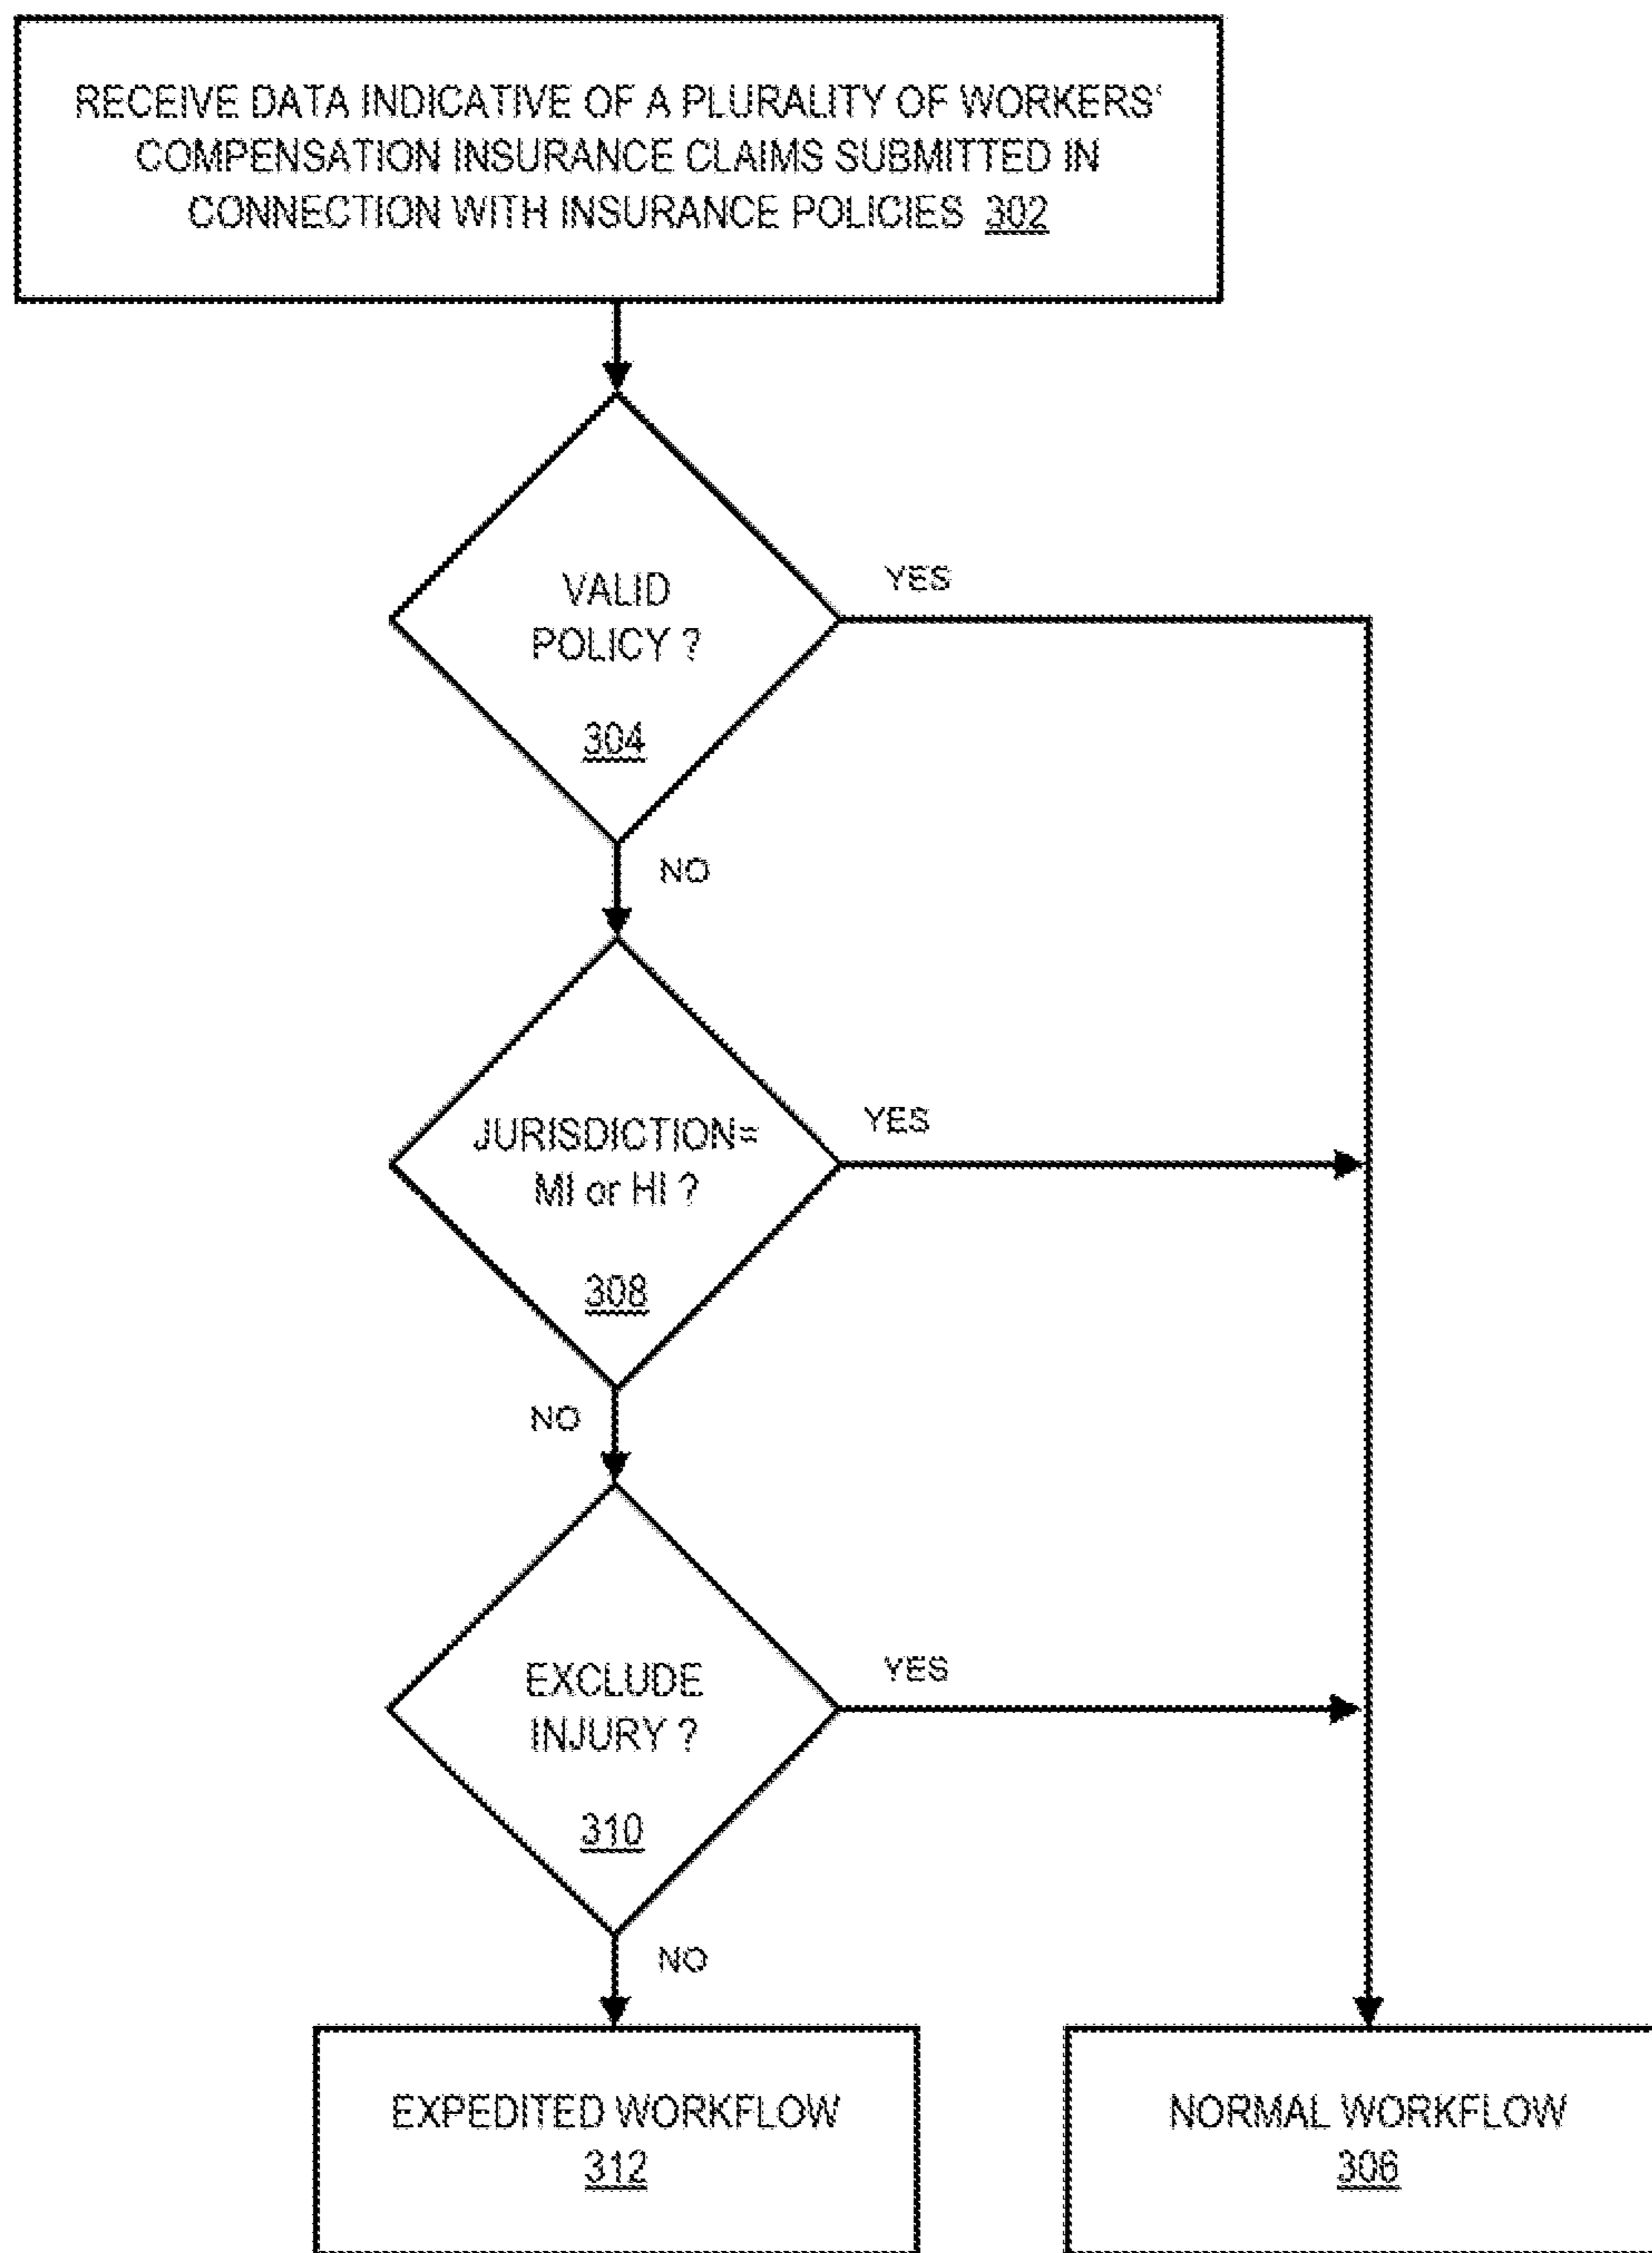 RECEIVE DATA INDICATIVE OF A PLURALITY OF WORKERS'
COMPENSATION INSURANCE CLAIMS SUBMITTED IN
CONNECTION WITH INSURANCE POLICIES 302
VALID
POLICY ?
304
YES
NO
JURISDICTION=
MI or HI ?
308
YES
NO
EXCLUDE
INJURY ?
310
YES
NO
EXPEDITED WORKFLOW
312
NORMAL WORKFLOW
306